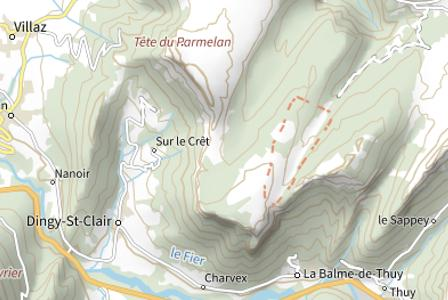 Villaz
Tête du Parmelan
n
Sur le Crêt
Nanoir
Dingy-St-Clair
le Sappey
le Fier
vrier
La Balme-de-Thuy
Charvex
Thuy